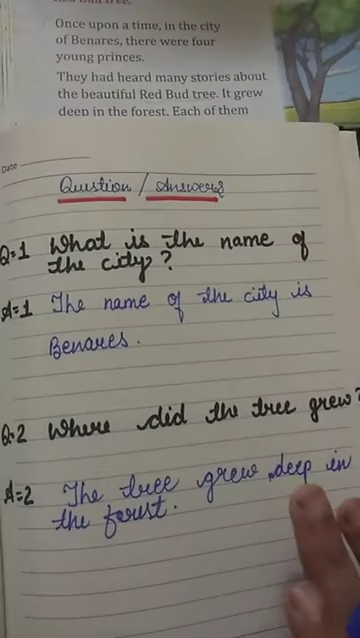 Red Bud Tree.
Once upon a time, in the city
of Benares, there were four
young princes.
They had heard many stories about
the beautiful Red Bud tree. It grew
deep in the forest. Each of them
Date
Question / Answers
Q=1 What is the name of
the city?
A=1 The name of the city is
Benares.
Q=2 Where did the tree grew?
A=2 The tree grew deep in
the forest.